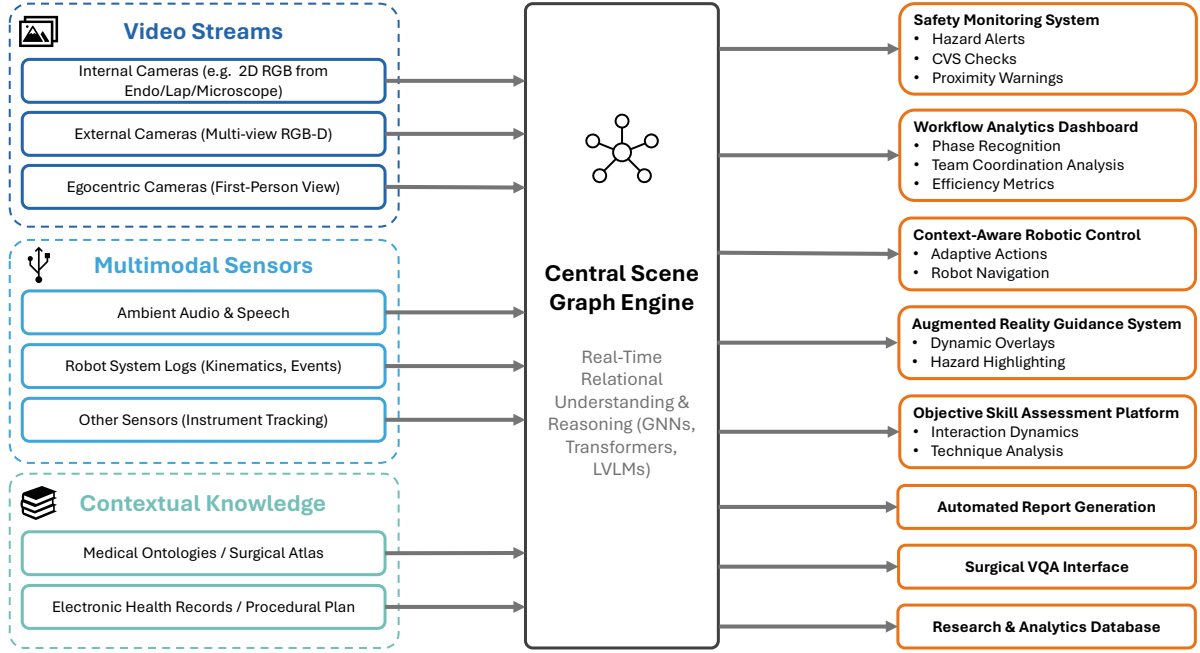 Video Streams
Internal Cameras (e.g. 2D RGB from
Endo/Lap/Microscope)
External Cameras (Multi-view RGB-D)
Egocentric Cameras (First-Person View)
Multimodal Sensors
Ambient Audio & Speech
Robot System Logs (Kinematics, Events)
Other Sensors (Instrument Tracking)
Contextual Knowledge
Medical Ontologies / Surgical Atlas
Electronic Health Records / Procedural Plan
Central Scene
Graph Engine
Real-Time
Relational
Understanding &
Reasoning (GNNs,
Transformers,
LVLMs)
Safety Monitoring System
• Hazard Alerts
• CVS Checks
• Proximity Warnings
Workflow Analytics Dashboard
• Phase Recognition
• Team Coordination Analysis
• Efficiency Metrics
Context-Aware Robotic Control
• Adaptive Actions
• Robot Navigation
Augmented Reality Guidance System
• Dynamic Overlays
• Hazard Highlighting
Objective Skill Assessment Platform
• Interaction Dynamics
• Technique Analysis
Automated Report Generation
Surgical VQA Interface
Research & Analytics Database